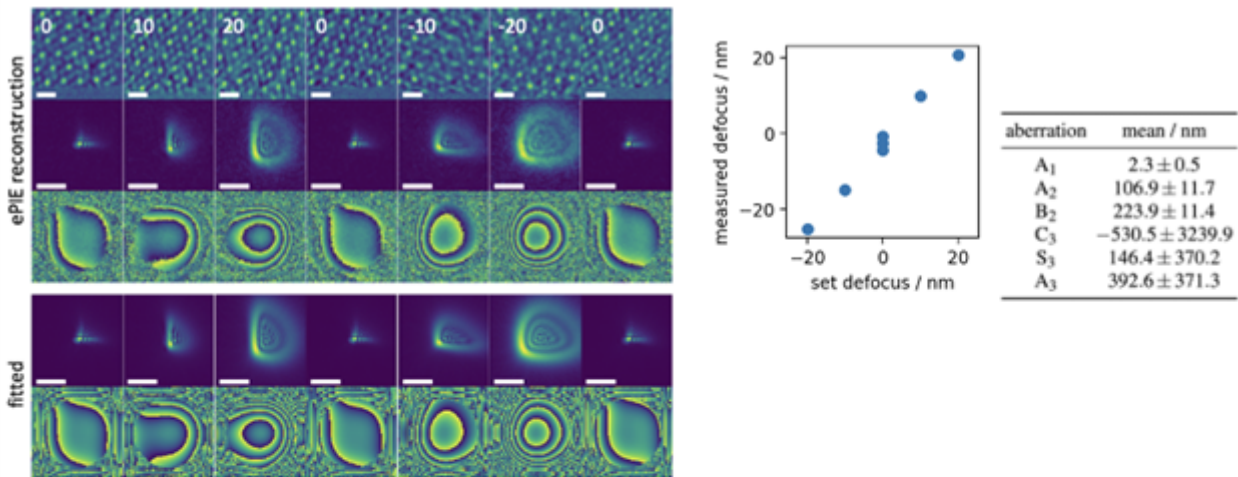 0 10 20 0 -10 -20 0
ePIE reconstruction
fitted
measured defocus / nm
20
0
−20
−20 0 20
set defocus / nm
aberration mean / nm
A1 2.3 ± 0.5
A2 106.9 ± 11.7
B2 223.9 ± 11.4
C3 −530.5 ± 3239.9
S3 146.4 ± 370.2
A3 392.6 ± 371.3